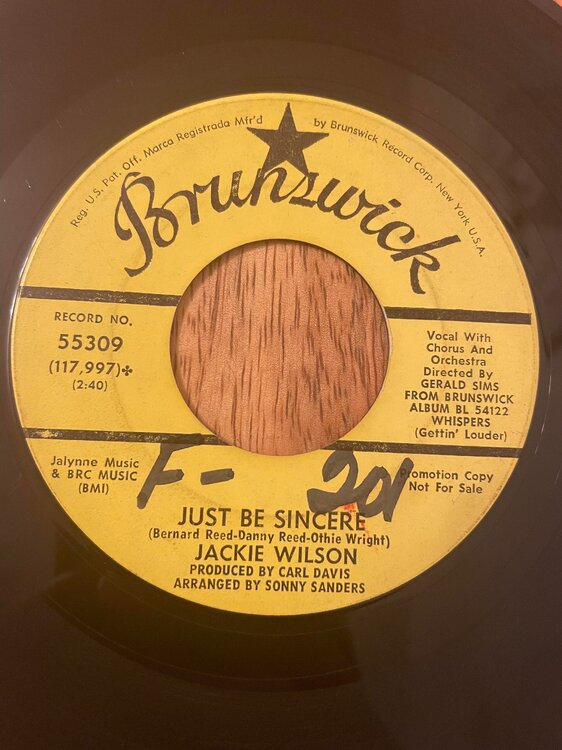 Reg. U.S. Pat. Off. Marca Registrada Mfr'd by Brunswick Record Corp. New York U.S.A.
Brunswick
RECORD NO.
55309
(117,997)✤
(2:40)
Vocal With
Chorus And
Orchestra
Directed By
GERALD SIMS
FROM BRUNSWICK
ALBUM BL 54122
WHISPERS
(Gettin' Louder)
Jalynne Music
& BRC MUSIC
(BMI)
F- 201
Promotion Copy
Not For Sale
JUST BE SINCERE
(Bernard Reed-Danny Reed-Othie Wright)
JACKIE WILSON
PRODUCED BY CARL DAVIS
ARRANGED BY SONNY SANDERS